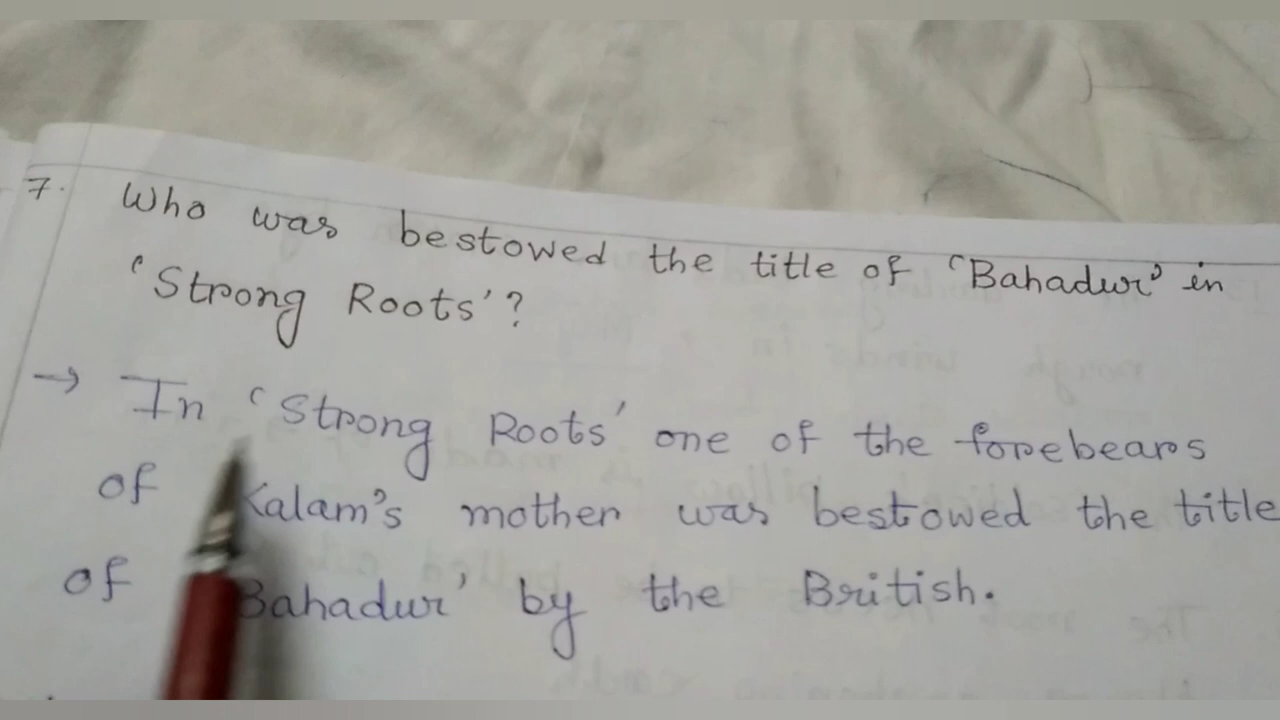 7. Who was bestowed the title of 'Bahadur' in
'Strong Roots'?
→ In 'Strong Roots' one of the forebears
of Kalam's mother was bestowed the title
of Bahadur' by the British.